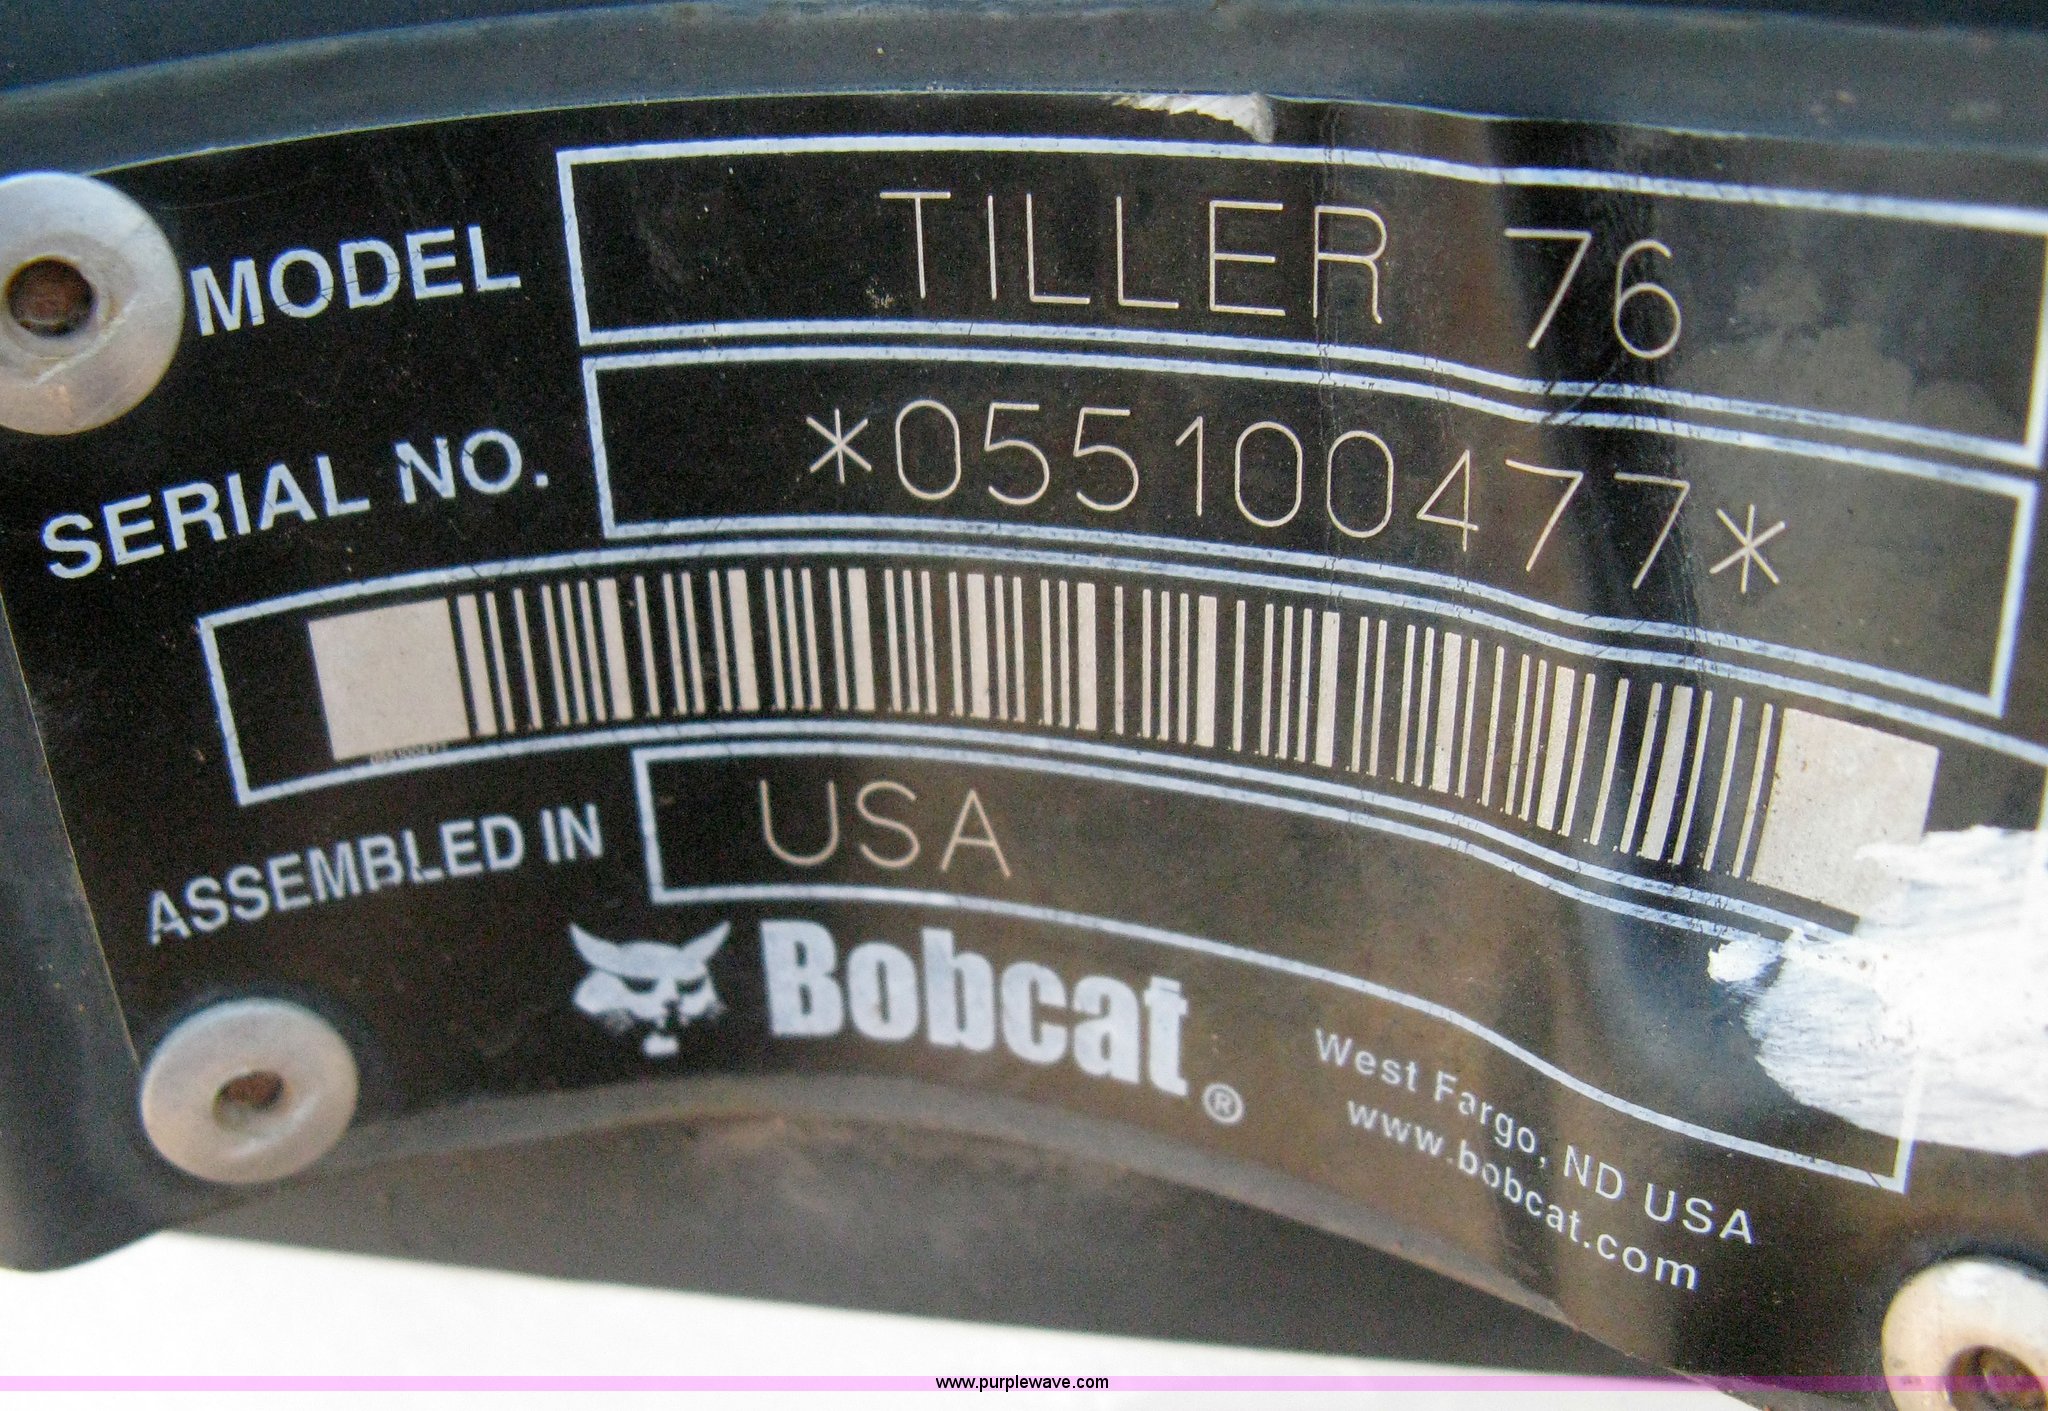 MODEL TILLER 76
SERIAL NO. *055100477*
055100477
ASSEMBLED IN USA
Bobcat®
West Fargo, ND USA
www.bobcat.com
www.purplewave.com